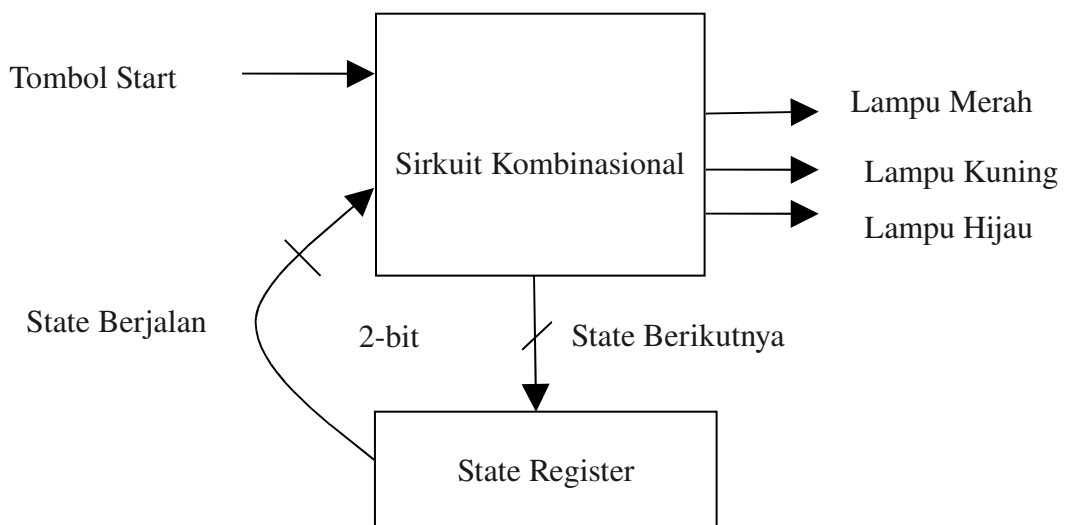 Tombol Start
Lampu Merah
Sirkuit Kombinasional
Lampu Kuning
Lampu Hijau
State Berjalan
2-bit
State Berikutnya
State Register